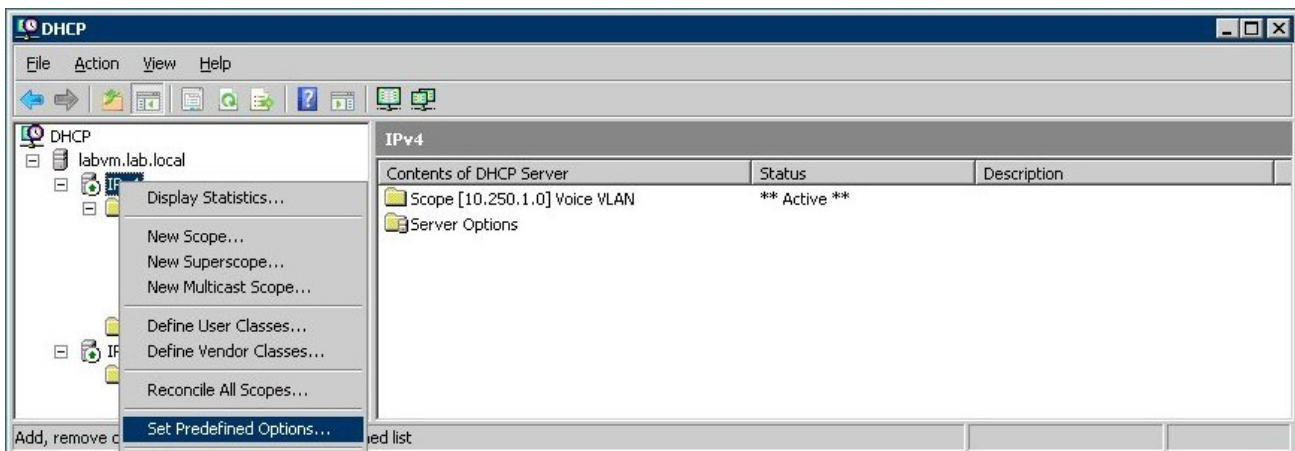 DHCP
File Action View Help
DHCP
labvm.lab.local
IPv4
Contents of DHCP Server Status Description
Scope [10.250.1.0] Voice VLAN ** Active **
Server Options
Display Statistics...
New Scope...
New Superscope...
New Multicast Scope...
Define User Classes...
Define Vendor Classes...
Reconcile All Scopes...
Set Predefined Options...
Add, remove
list